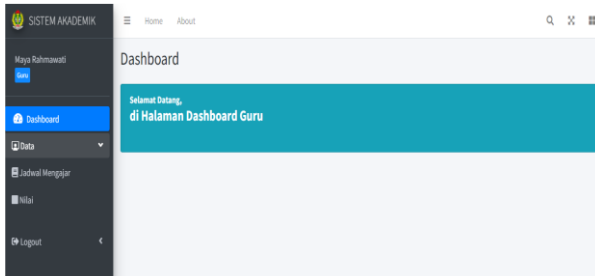 SISTEM AKADEMIK
Home About
Maya Rahmawati
Guru
Dashboard
Selamat Datang,
di Halaman Dashboard Guru
Dashboard
Data
Jadwal Mengajar
Nilai
Logout